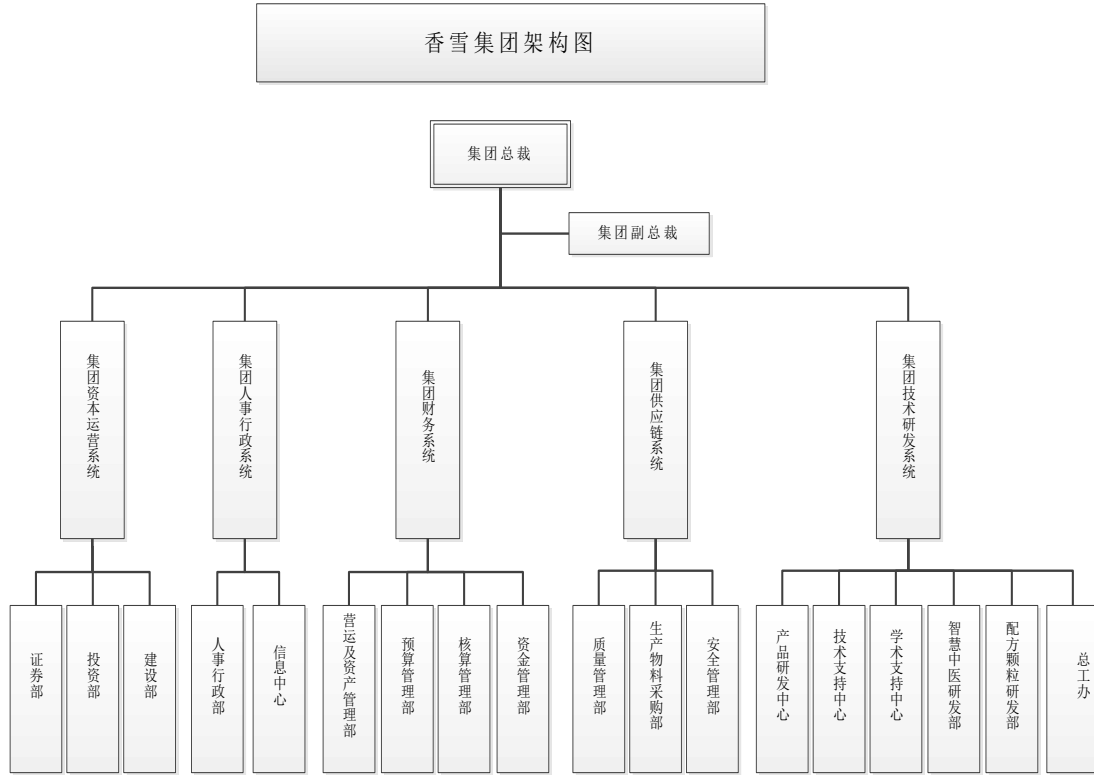 香雪集团架构图
集团总裁
集团副总裁
集团资本运营系统
集团人事行政系统
集团财务系统
集团供应链系统
集团技术研发系统
证券部
投资部
建设部
人事行政部
信息中心
营运及资产管理部
预算管理部
核算管理部
资金管理部
质量管理部
生产物料采购部
安全管理部
产品研发中心
技术支持中心
学术支持中心
智慧中医研发部
配方颗粒研发部
总工办